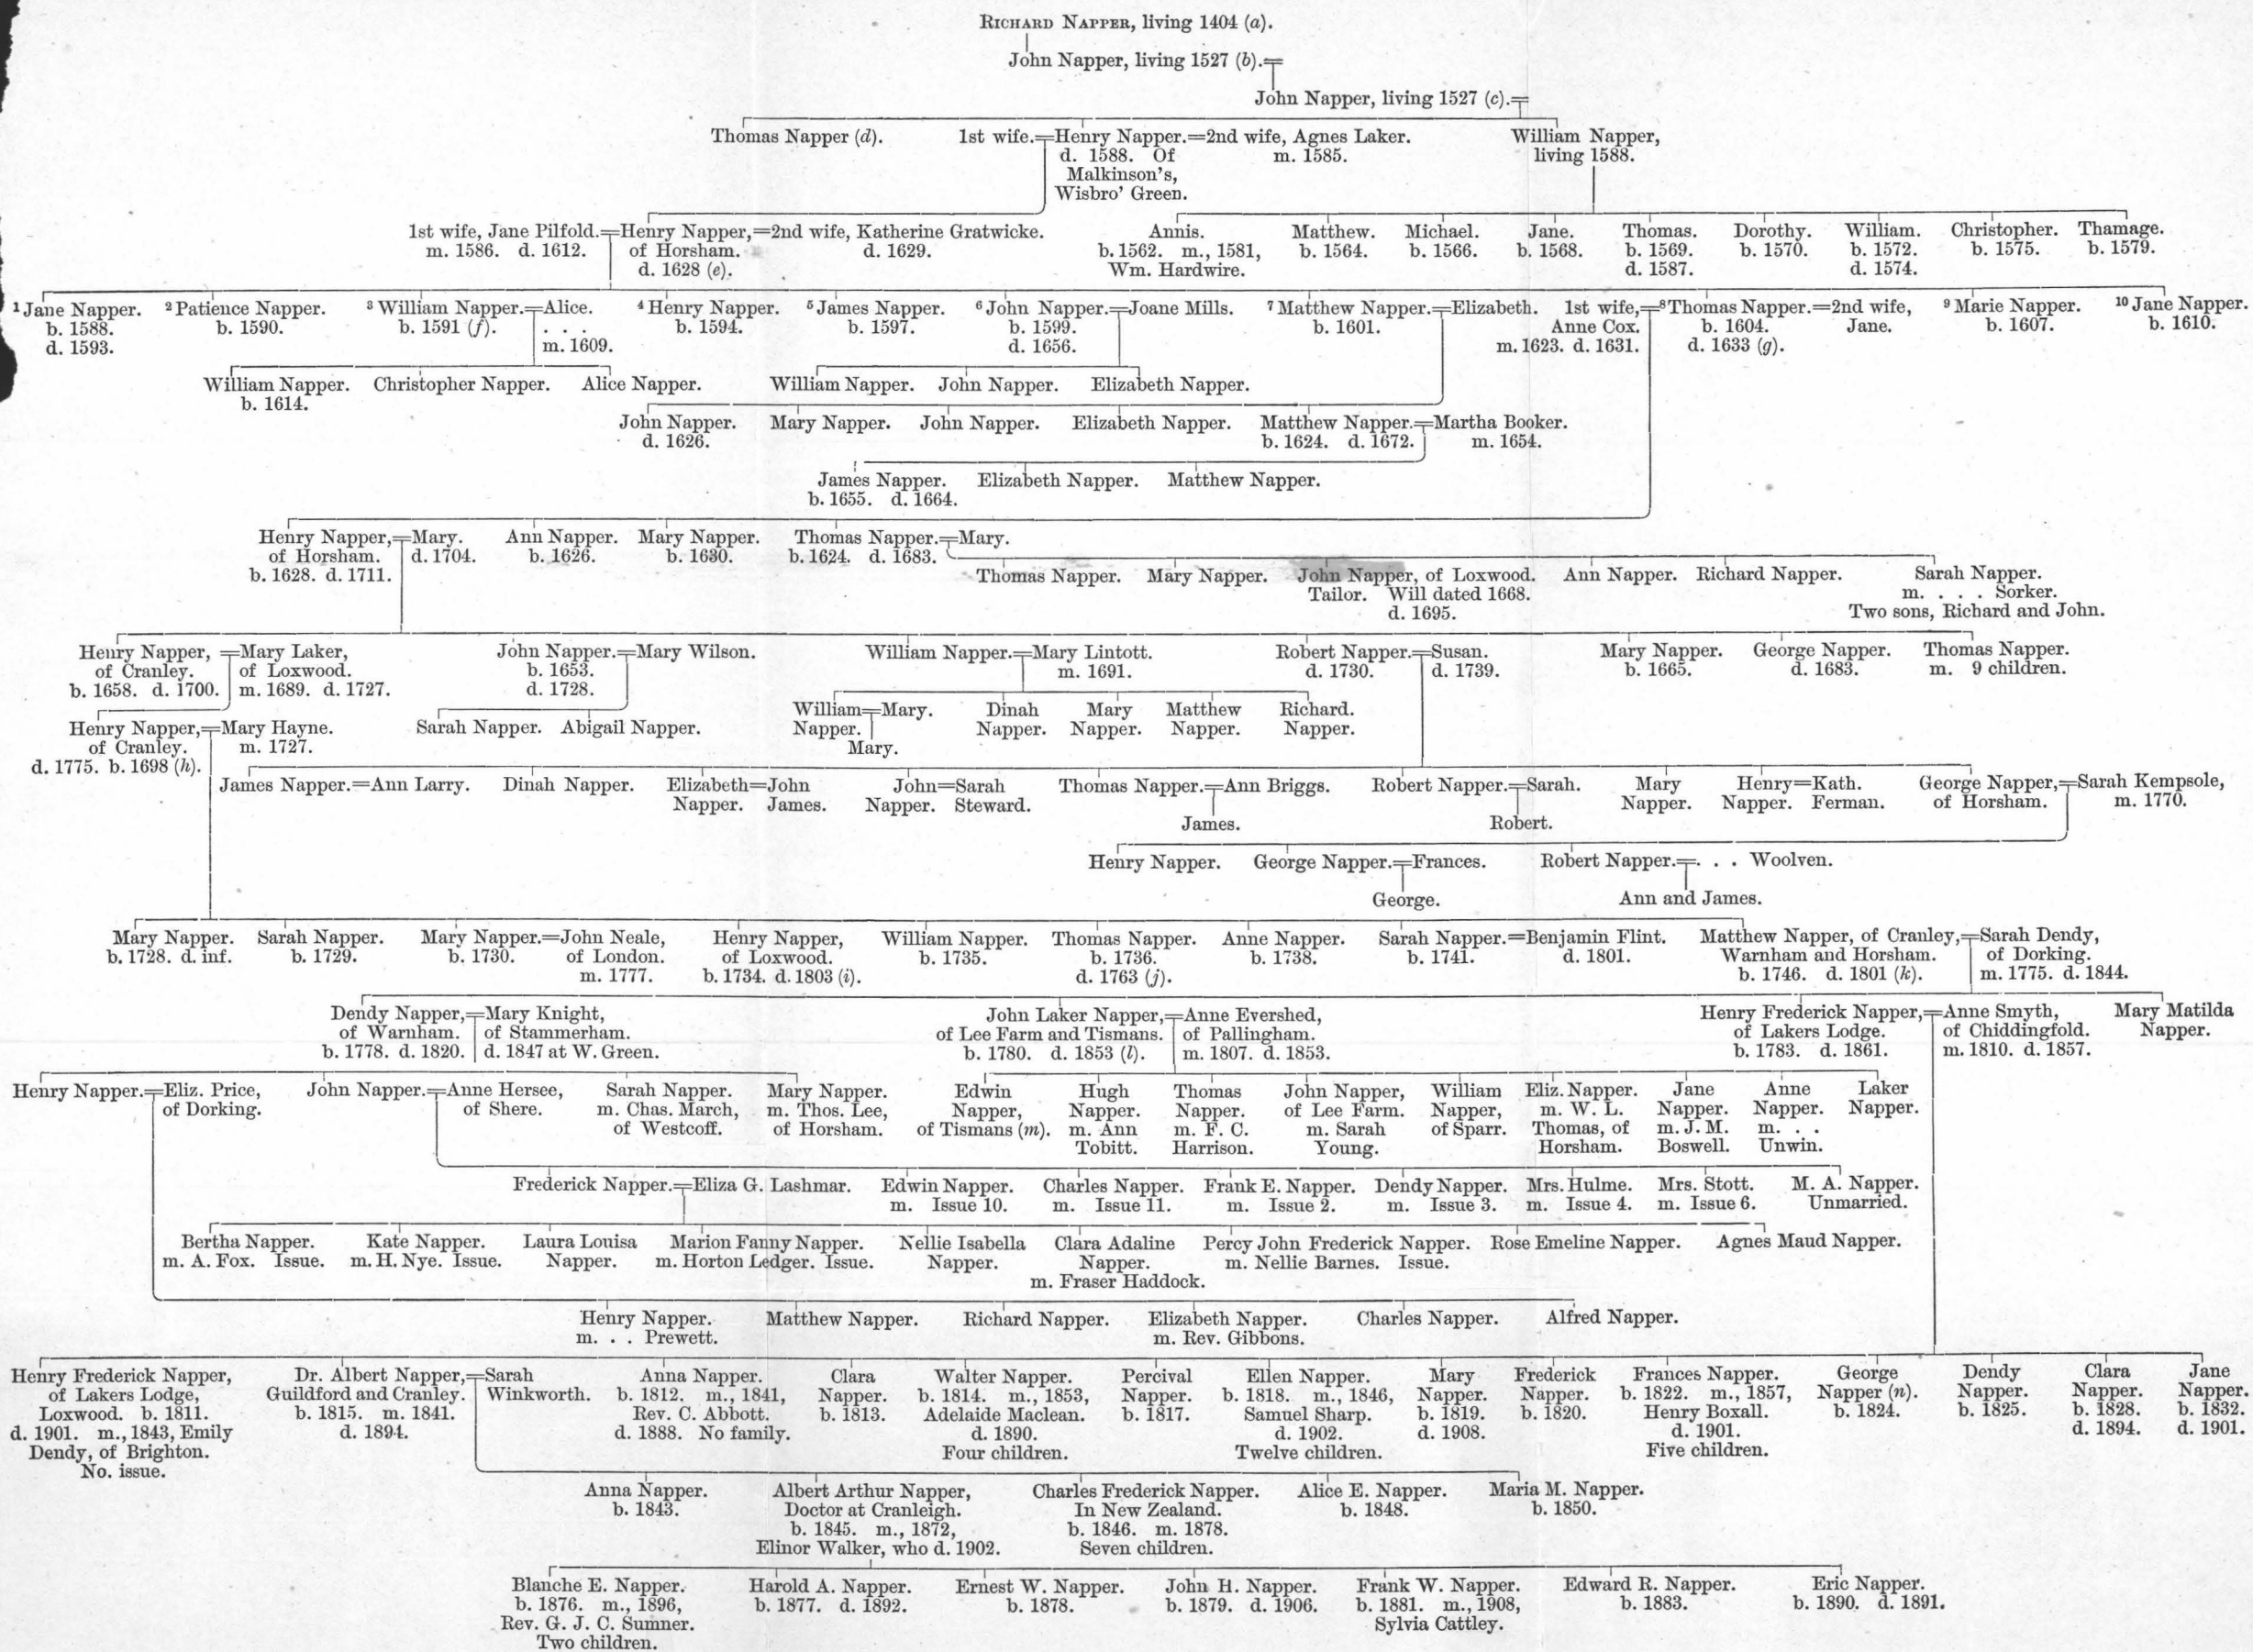 RICHARD NAPPER, living 1404 (a).
John Napper, living 1527 (b).
John Napper, living 1527 (c).
Thomas Napper (d). 1st wife.=Henry Napper.=2nd wife, Agnes Laker. William Napper,
d. 1588. Of m. 1585. living 1588.
Malkinson's,
Wisbro' Green.
1st wife, Jane Pilfold.=Henry Napper,=2nd wife, Katherine Gratwicke. Annis. Matthew. Michael. Jane. Thomas. Dorothy. William. Christopher. Thamage.
m. 1586. d. 1612. of Horsham. d. 1629. b. 1562. m., 1581, b. 1564. b. 1566. b. 1568. b. 1569. b. 1570. b. 1572. b. 1575. b. 1579.
d. 1628 (e). Wm. Hardwire. d. 1587. d. 1574.
1 Jane Napper. 2 Patience Napper. 3 William Napper.=Alice. 4 Henry Napper. 5 James Napper. 6 John Napper.=Joane Mills. 7 Matthew Napper.=Elizabeth. 1st wife,=8 Thomas Napper.=2nd wife, 9 Marie Napper. 10 Jane Napper.
b. 1588. b. 1590. b. 1591 (f). . . . b. 1594. b. 1597. b. 1599. b. 1601. Anne Cox. b. 1604. Jane. b. 1607. b. 1610.
d. 1593. m. 1609. d. 1656. m. 1623. d. 1631. d. 1633 (g).
William Napper. Christopher Napper. Alice Napper. William Napper. John Napper. Elizabeth Napper.
b. 1614.
John Napper. Mary Napper. John Napper. Elizabeth Napper. Matthew Napper.=Martha Booker.
d. 1626. b. 1624. d. 1672. m. 1654.
James Napper. Elizabeth Napper. Matthew Napper.
b. 1655. d. 1664.
Henry Napper,=Mary. Ann Napper. Mary Napper. Thomas Napper.=Mary.
of Horsham. d. 1704. b. 1626. b. 1630. b. 1624. d. 1683.
b. 1628. d. 1711.
Thomas Napper. Mary Napper. John Napper, of Loxwood. Ann Napper. Richard Napper. Sarah Napper.
Tailor. Will dated 1668. m. . . . Sorker.
d. 1695. Two sons, Richard and John.
Henry Napper,=Mary Laker, John Napper.=Mary Wilson. William Napper.=Mary Lintott. Robert Napper.=Susan. Mary Napper. George Napper. Thomas Napper.
of Cranley. of Loxwood. b. 1653. m. 1691. d. 1730. d. 1739. b. 1665. d. 1683. m. 9 children.
b. 1658. d. 1700. m. 1689. d. 1727. d. 1728.
William=Mary. Dinah Mary Matthew Richard.
Napper. Napper. Napper. Napper. Napper.
Mary.
Henry Napper,=Mary Hayne. Sarah Napper. Abigail Napper.
of Cranley. m. 1727.
d. 1775. b. 1698 (h).
James Napper.=Ann Larry. Dinah Napper. Elizabeth=John John=Sarah Thomas Napper.=Ann Briggs. Robert Napper.=Sarah. Mary Henry=Kath. George Napper,=Sarah Kempsole,
Napper. James. Napper. Steward. Napper. Napper. Ferman. of Horsham. m. 1770.
James. Robert.
Henry Napper. George Napper.=Frances. Robert Napper.=. . . Woolven.
George. Ann and James.
Mary Napper. Sarah Napper. Mary Napper.=John Neale, Henry Napper, William Napper. Thomas Napper. Anne Napper. Sarah Napper.=Benjamin Flint. Matthew Napper, of Cranley,=Sarah Dendy,
b. 1728. d. inf. b. 1729. b. 1730. of London. of Loxwood. b. 1735. b. 1736. b. 1738. b. 1741. d. 1801. Warnham and Horsham. of Dorking.
m. 1777. b. 1734. d. 1803 (i). d. 1763 (j). b. 1746. d. 1801 (k). m. 1775. d. 1844.
Dendy Napper,=Mary Knight, John Laker Napper,=Anne Evershed, Henry Frederick Napper,=Anne Smyth, Mary Matilda
of Warnham. of Stammerham. of Lee Farm and Tismans. of Pallingham. of Lakers Lodge. of Chiddingfold. Napper.
b. 1778. d. 1820. d. 1847 at W. Green. b. 1780. d. 1853 (l). m. 1807. d. 1853. b. 1783. d. 1861. m. 1810. d. 1857.
Henry Napper.=Eliz. Price, John Napper.=Anne Hersee, Sarah Napper. Mary Napper. Edwin Hugh Thomas John Napper, William Eliz. Napper. Jane Anne Laker
of Dorking. of Shere. m. Chas. March, m. Thos. Lee, Napper, Napper. Napper. of Lee Farm. Napper, m. W. L. Napper. Napper. Napper.
of Westcoff. of Horsham. of Tismans (m). m. Ann m. F. C. m. Sarah of Sparr. Thomas, of m. J. M. m. . .
Tobitt. Harrison. Young. Horsham. Boswell. Unwin.
Frederick Napper.=Eliza G. Lashmar. Edwin Napper. Charles Napper. Frank E. Napper. Dendy Napper. Mrs. Hulme. Mrs. Stott. M. A. Napper.
m. Issue 10. m. Issue 11. m. Issue 2. m. Issue 3. m. Issue 4. m. Issue 6. Unmarried.
Bertha Napper. Kate Napper. Laura Louisa Marion Fanny Napper. Nellie Isabella Clara Adaline Percy John Frederick Napper. Rose Emeline Napper. Agnes Maud Napper.
m. A. Fox. Issue. m. H. Nye. Issue. Napper. m. Horton Ledger. Issue. Napper. Napper. m. Nellie Barnes. Issue.
m. Fraser Haddock.
Henry Napper. Matthew Napper. Richard Napper. Elizabeth Napper. Charles Napper. Alfred Napper.
m. . . Prewett. m. Rev. Gibbons.
Henry Frederick Napper, Dr. Albert Napper,=Sarah Anna Napper. Clara Walter Napper. Percival Ellen Napper. Mary Frederick Frances Napper. George Dendy Clara Jane
of Lakers Lodge, Guildford and Cranley. Winkworth. b. 1812. m., 1841, Napper. b. 1814. m., 1853, Napper. b. 1818. m., 1846, Napper. Napper. b. 1822. m., 1857, Napper (n). Napper. Napper. Napper.
Loxwood. b. 1811. b. 1815. m. 1841. Rev. C. Abbott. b. 1813. Adelaide Maclean. b. 1817. Samuel Sharp. b. 1819. b. 1820. Henry Boxall. b. 1824. b. 1825. b. 1828. b. 1832.
d. 1901. m., 1843, Emily d. 1894. d. 1888. No family. d. 1890. d. 1902. d. 1908. d. 1901. d. 1894. d. 1901.
Dendy, of Brighton. Four children. Twelve children. Five children.
No. issue.
Anna Napper. Albert Arthur Napper, Charles Frederick Napper. Alice E. Napper. Maria M. Napper.
b. 1843. Doctor at Cranleigh. In New Zealand. b. 1848. b. 1850.
b. 1845. m., 1872, b. 1846. m. 1878.
Elinor Walker, who d. 1902. Seven children.
Blanche E. Napper. Harold A. Napper. Ernest W. Napper. John H. Napper. Frank W. Napper. Edward R. Napper. Eric Napper.
b. 1876. m., 1896, b. 1877. d. 1892. b. 1878. b. 1879. d. 1906. b. 1881. m., 1908, b. 1883. b. 1890. d. 1891.
Rev. G. J. C. Sumner. Sylvia Cattley.
Two children.